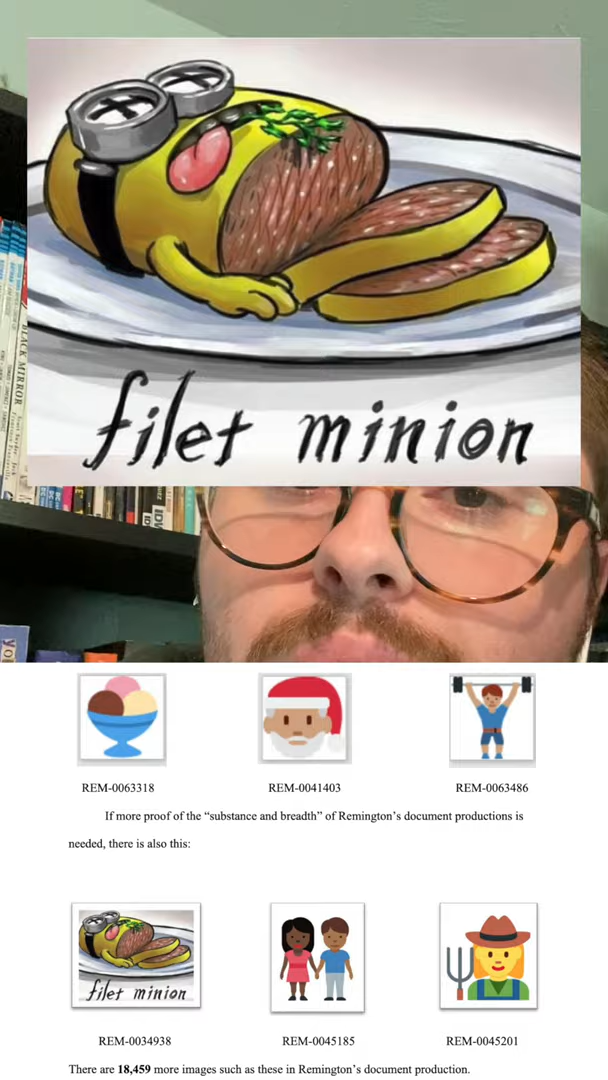 filet minion
BLACK MIRROR
REM-0063318 REM-0041403 REM-0063486
If more proof of the “substance and breadth” of Remington’s document productions is
needed, there is also this:
filet minion
REM-0034938 REM-0045185 REM-0045201
There are 18,459 more images such as these in Remington’s document production.